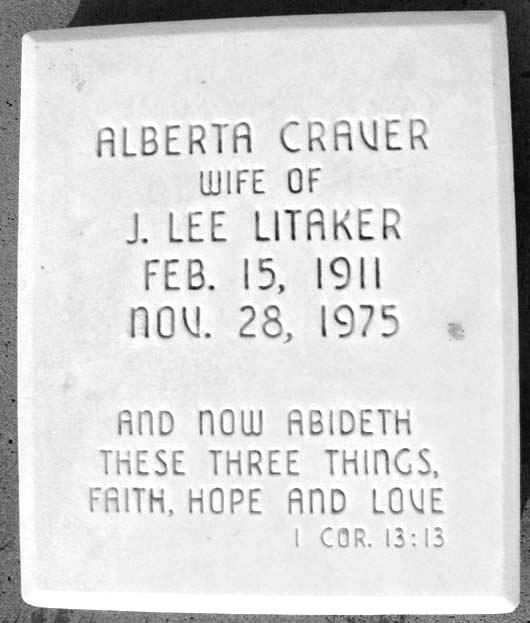 ALBERTA CRAVER
WIFE OF
J. LEE LITAKER
FEB. 15, 1911
NOV. 28, 1975
AND NOW ABIDETH
THESE THREE THINGS,
FAITH, HOPE AND LOVE
1 COR. 13:13